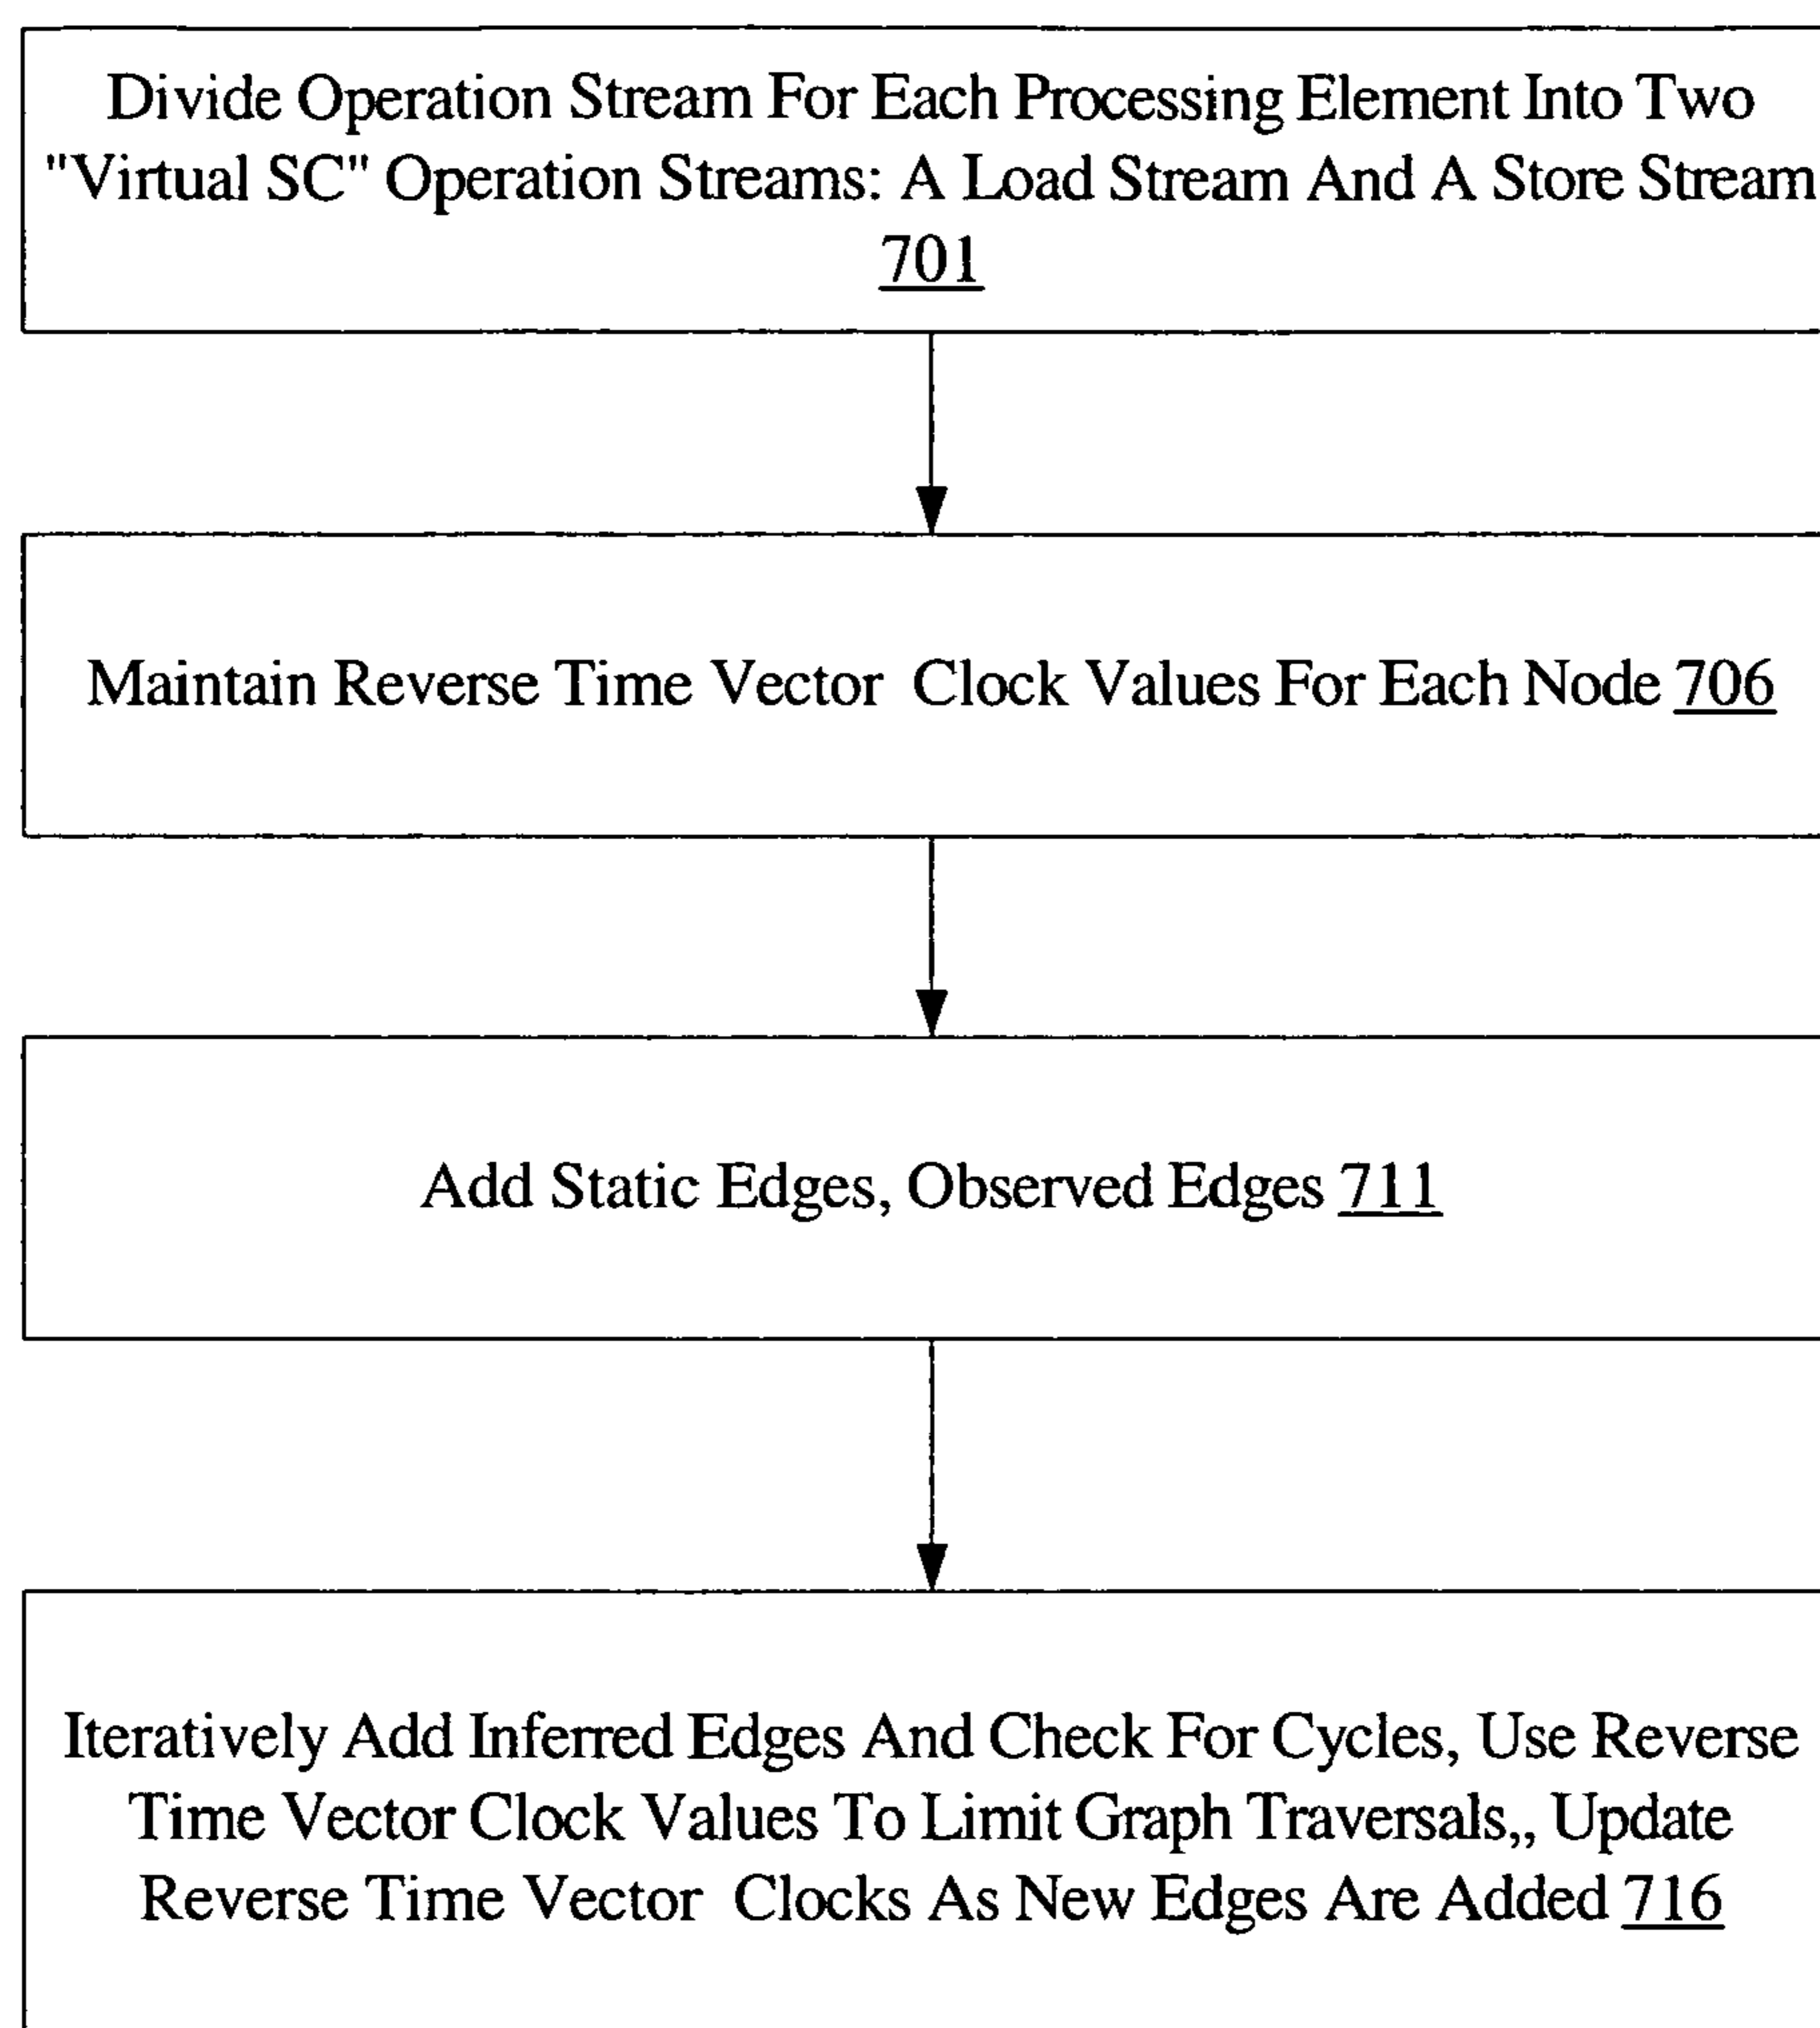 Divide Operation Stream For Each Processing Element Into Two
"Virtual SC" Operation Streams: A Load Stream And A Store Stream
701
Maintain Reverse Time Vector Clock Values For Each Node 706
Add Static Edges, Observed Edges 711
Iteratively Add Inferred Edges And Check For Cycles, Use Reverse
Time Vector Clock Values To Limit Graph Traversals,, Update
Reverse Time Vector Clocks As New Edges Are Added 716